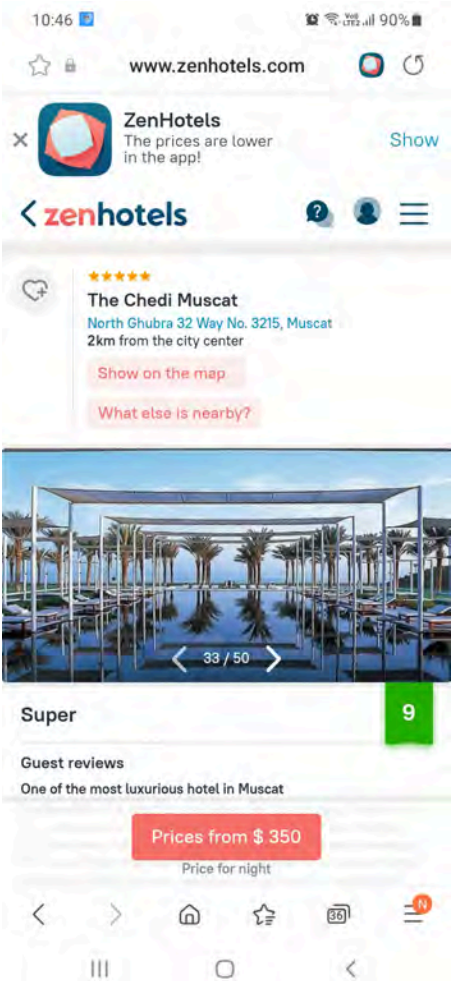 10:46
Vo)) LTE2 90%
www.zenhotels.com
ZenHotels
The prices are lower
in the app!
Show
zenhotels
?
The Chedi Muscat
North Ghubra 32 Way No. 3215, Muscat
2km from the city center
Show on the map
What else is nearby?
33 / 50
Super
9
Guest reviews
One of the most luxurious hotel in Muscat
Prices from $ 350
Price for night
36
N